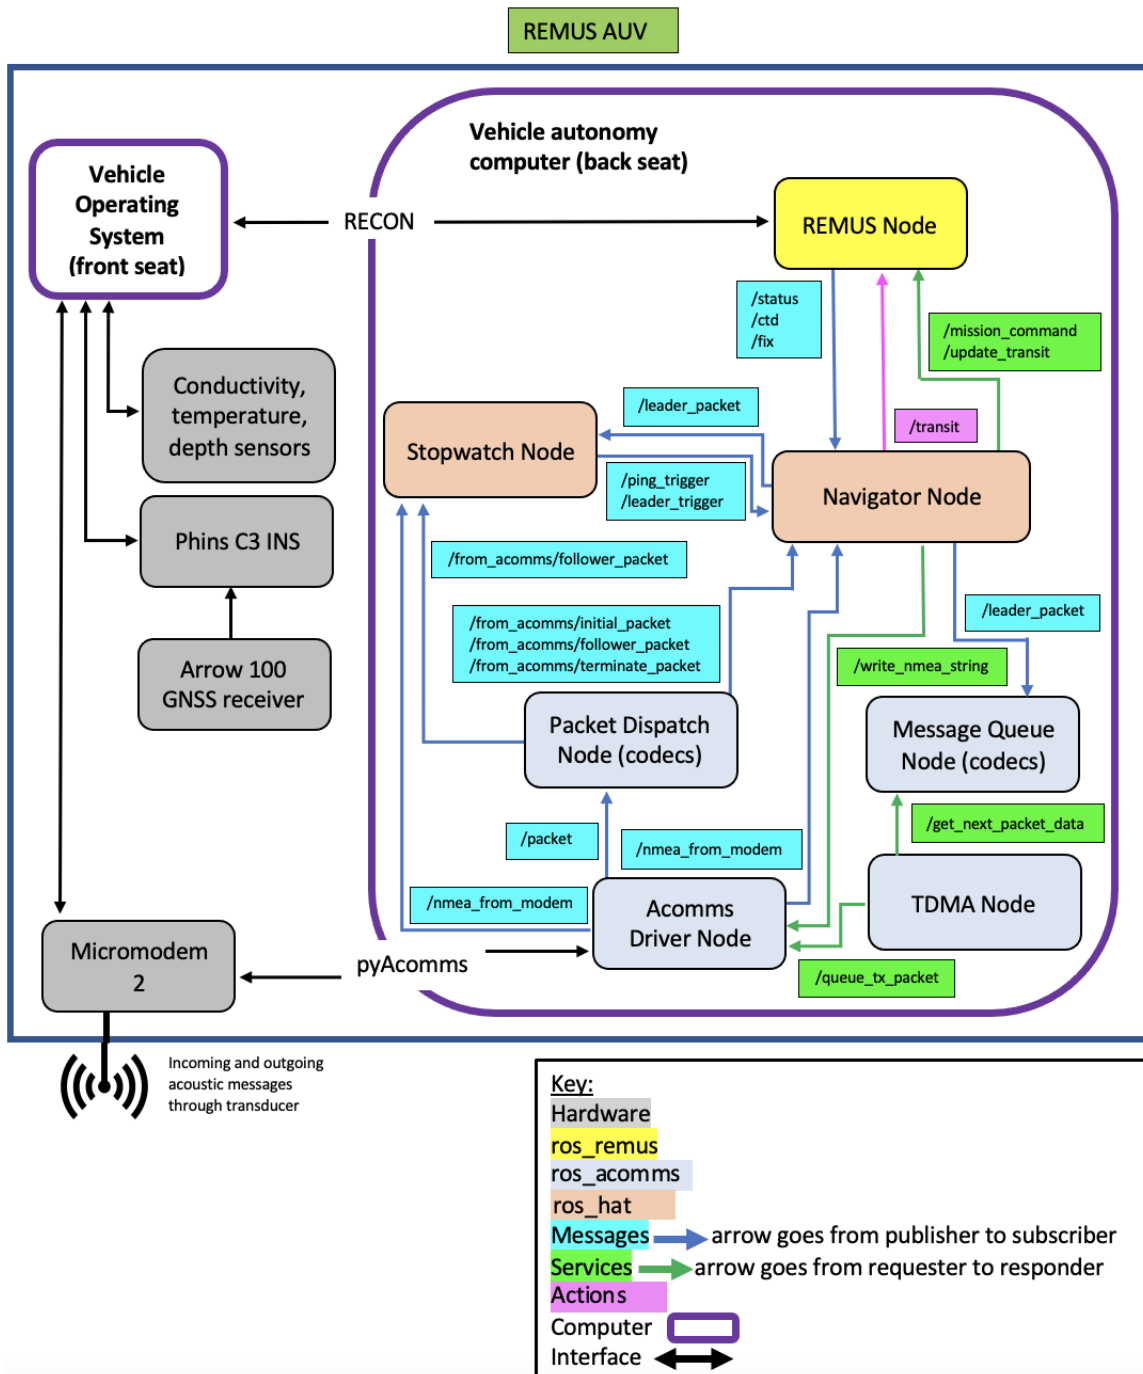 REMUS AUV
Vehicle autonomy
computer (back seat)
Vehicle
Operating
System
(front seat)
RECON
REMUS Node
/status
/ctd
/fix
/mission_command
/update_transit
Conductivity,
temperature,
depth sensors
/leader_packet
/transit
Stopwatch Node
/ping_trigger
/leader_trigger
Navigator Node
Phins C3 INS
/from_acomms/follower_packet
/from_acomms/initial_packet
/from_acomms/follower_packet
/from_acomms/terminate_packet
/leader_packet
Arrow 100
GNSS receiver
/write_nmea_string
Packet Dispatch
Node (codecs)
Message Queue
Node (codecs)
/packet
/nmea_from_modem
/get_next_packet_data
/nmea_from_modem
Acomms
Driver Node
TDMA Node
Micromodem
2
pyAcomms
/queue_tx_packet
Incoming and outgoing
acoustic messages
through transducer
Key:
Hardware
ros_remus
ros_acomms
ros_hat
Messages arrow goes from publisher to subscriber
Services arrow goes from requester to responder
Actions
Computer
Interface